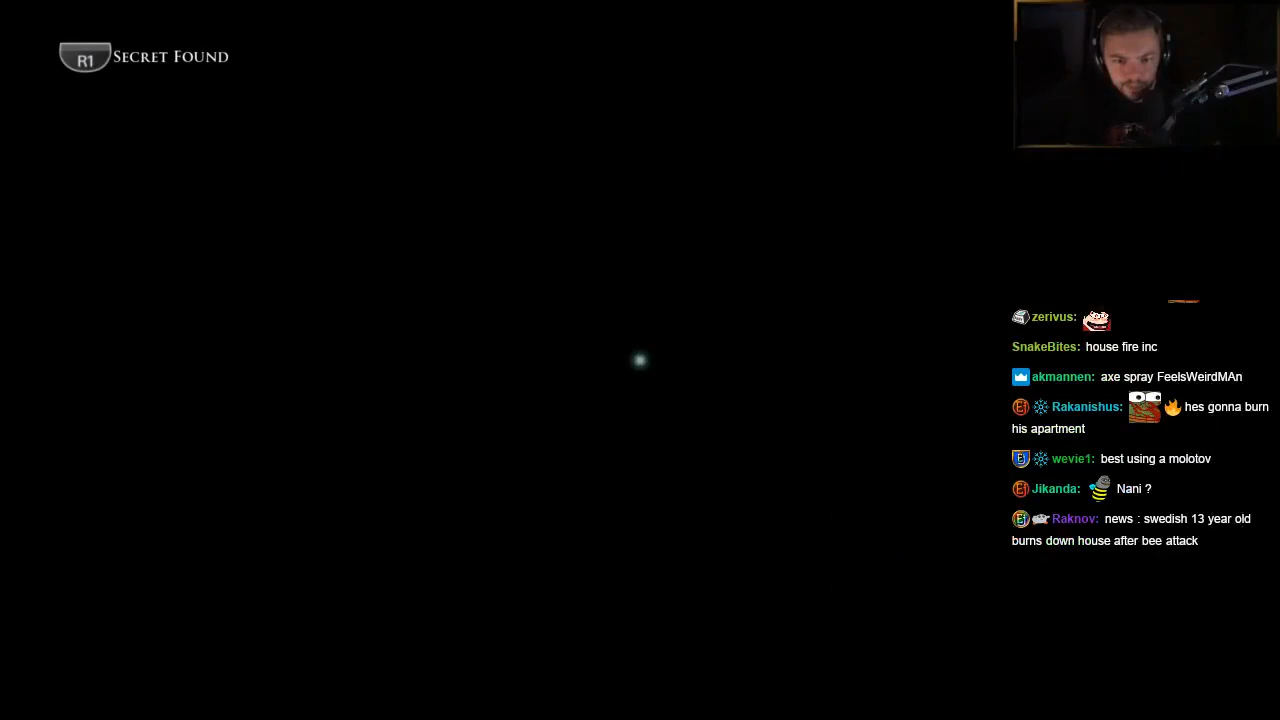 R1 SECRET FOUND
zerivus:
SnakeBites: house fire inc
akmannen: axe spray FeelsWeirdMAn
Rakanishus: hes gonna burn
his apartment
wevie1: best using a molotov
Jikanda: Nani ?
Raknov: news : swedish 13 year old
burns down house after bee attack